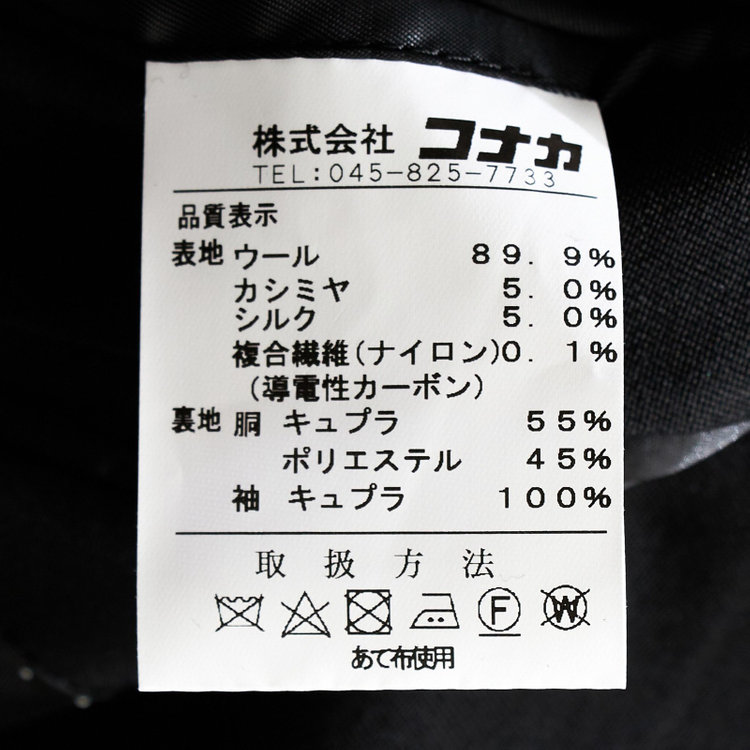 株式会社 コナカ
TEL:045-825-7733
品質表示
表地 ウール 89.9%
カシミヤ 5.0%
シルク 5.0%
複合繊維(ナイロン)0.1%
(導電性カーボン)
裏地 胴 キュプラ 55%
ポリエステル 45%
袖 キュプラ 100%
取扱方法
F W
あて布使用